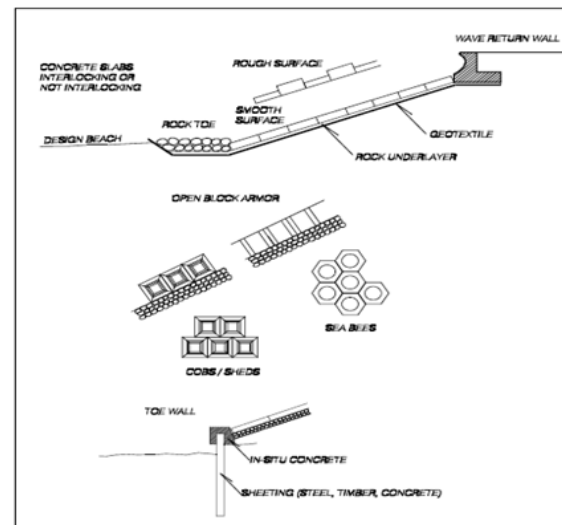 WAVE RETURN WALL
CONCRETE SLABS
INTERLOCKING OR
NOT INTERLOCKING
ROUGH SURFACE
SMOOTH
SURFACE
ROCK TOE
GEOTEXTILE
DESIGN BEACH
ROCK UNDERLAYER
OPEN BLOCK ARMOR
SEA BEES
COBS / SHEDS
TOE WALL
IN-SITU CONCRETE
SHEETING (STEEL, TIMBER, CONCRETE)